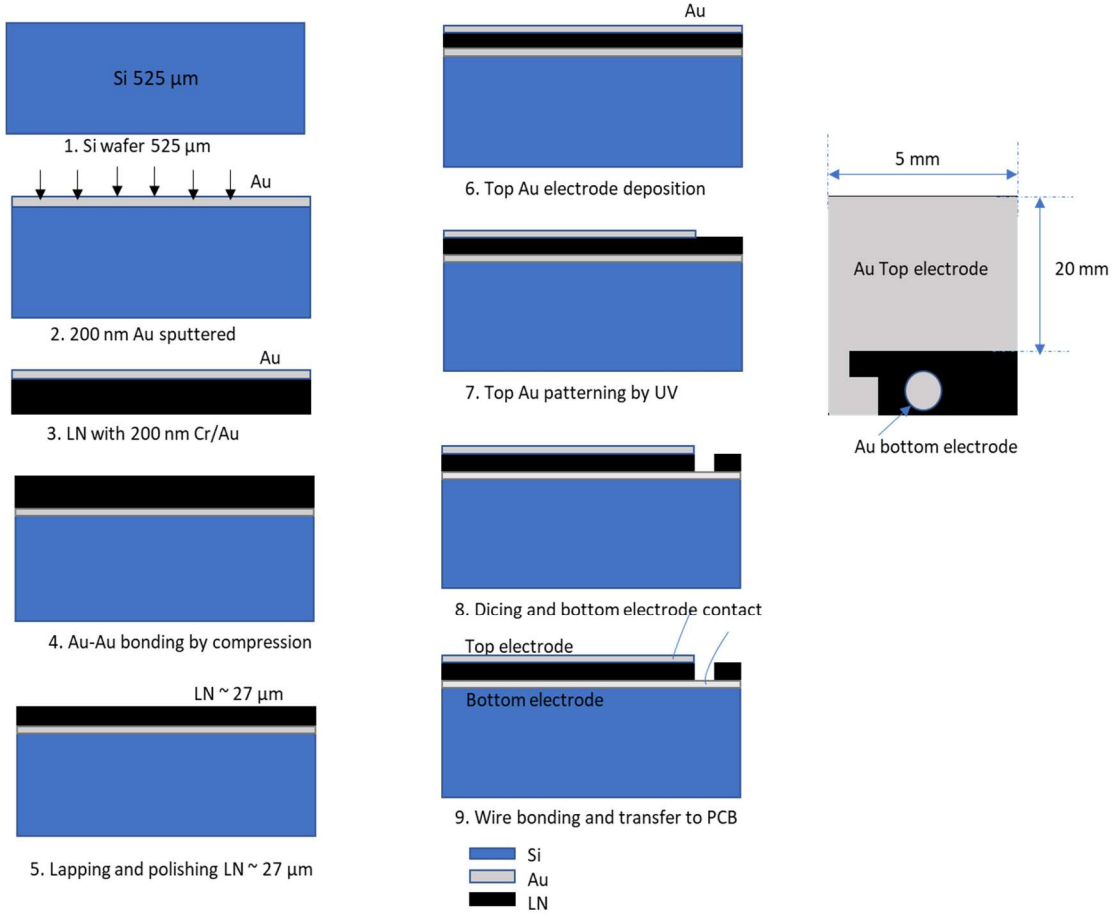 Si 525 µm
1. Si wafer 525 µm
Au
2. 200 nm Au sputtered
Au
3. LN with 200 nm Cr/Au
4. Au-Au bonding by compression
LN ~ 27 µm
5. Lapping and polishing LN ~ 27 µm
Au
6. Top Au electrode deposition
7. Top Au patterning by UV
8. Dicing and bottom electrode contact
Top electrode
Bottom electrode
9. Wire bonding and transfer to PCB
Si
Au
LN
5 mm
Au Top electrode
20 mm
Au bottom electrode